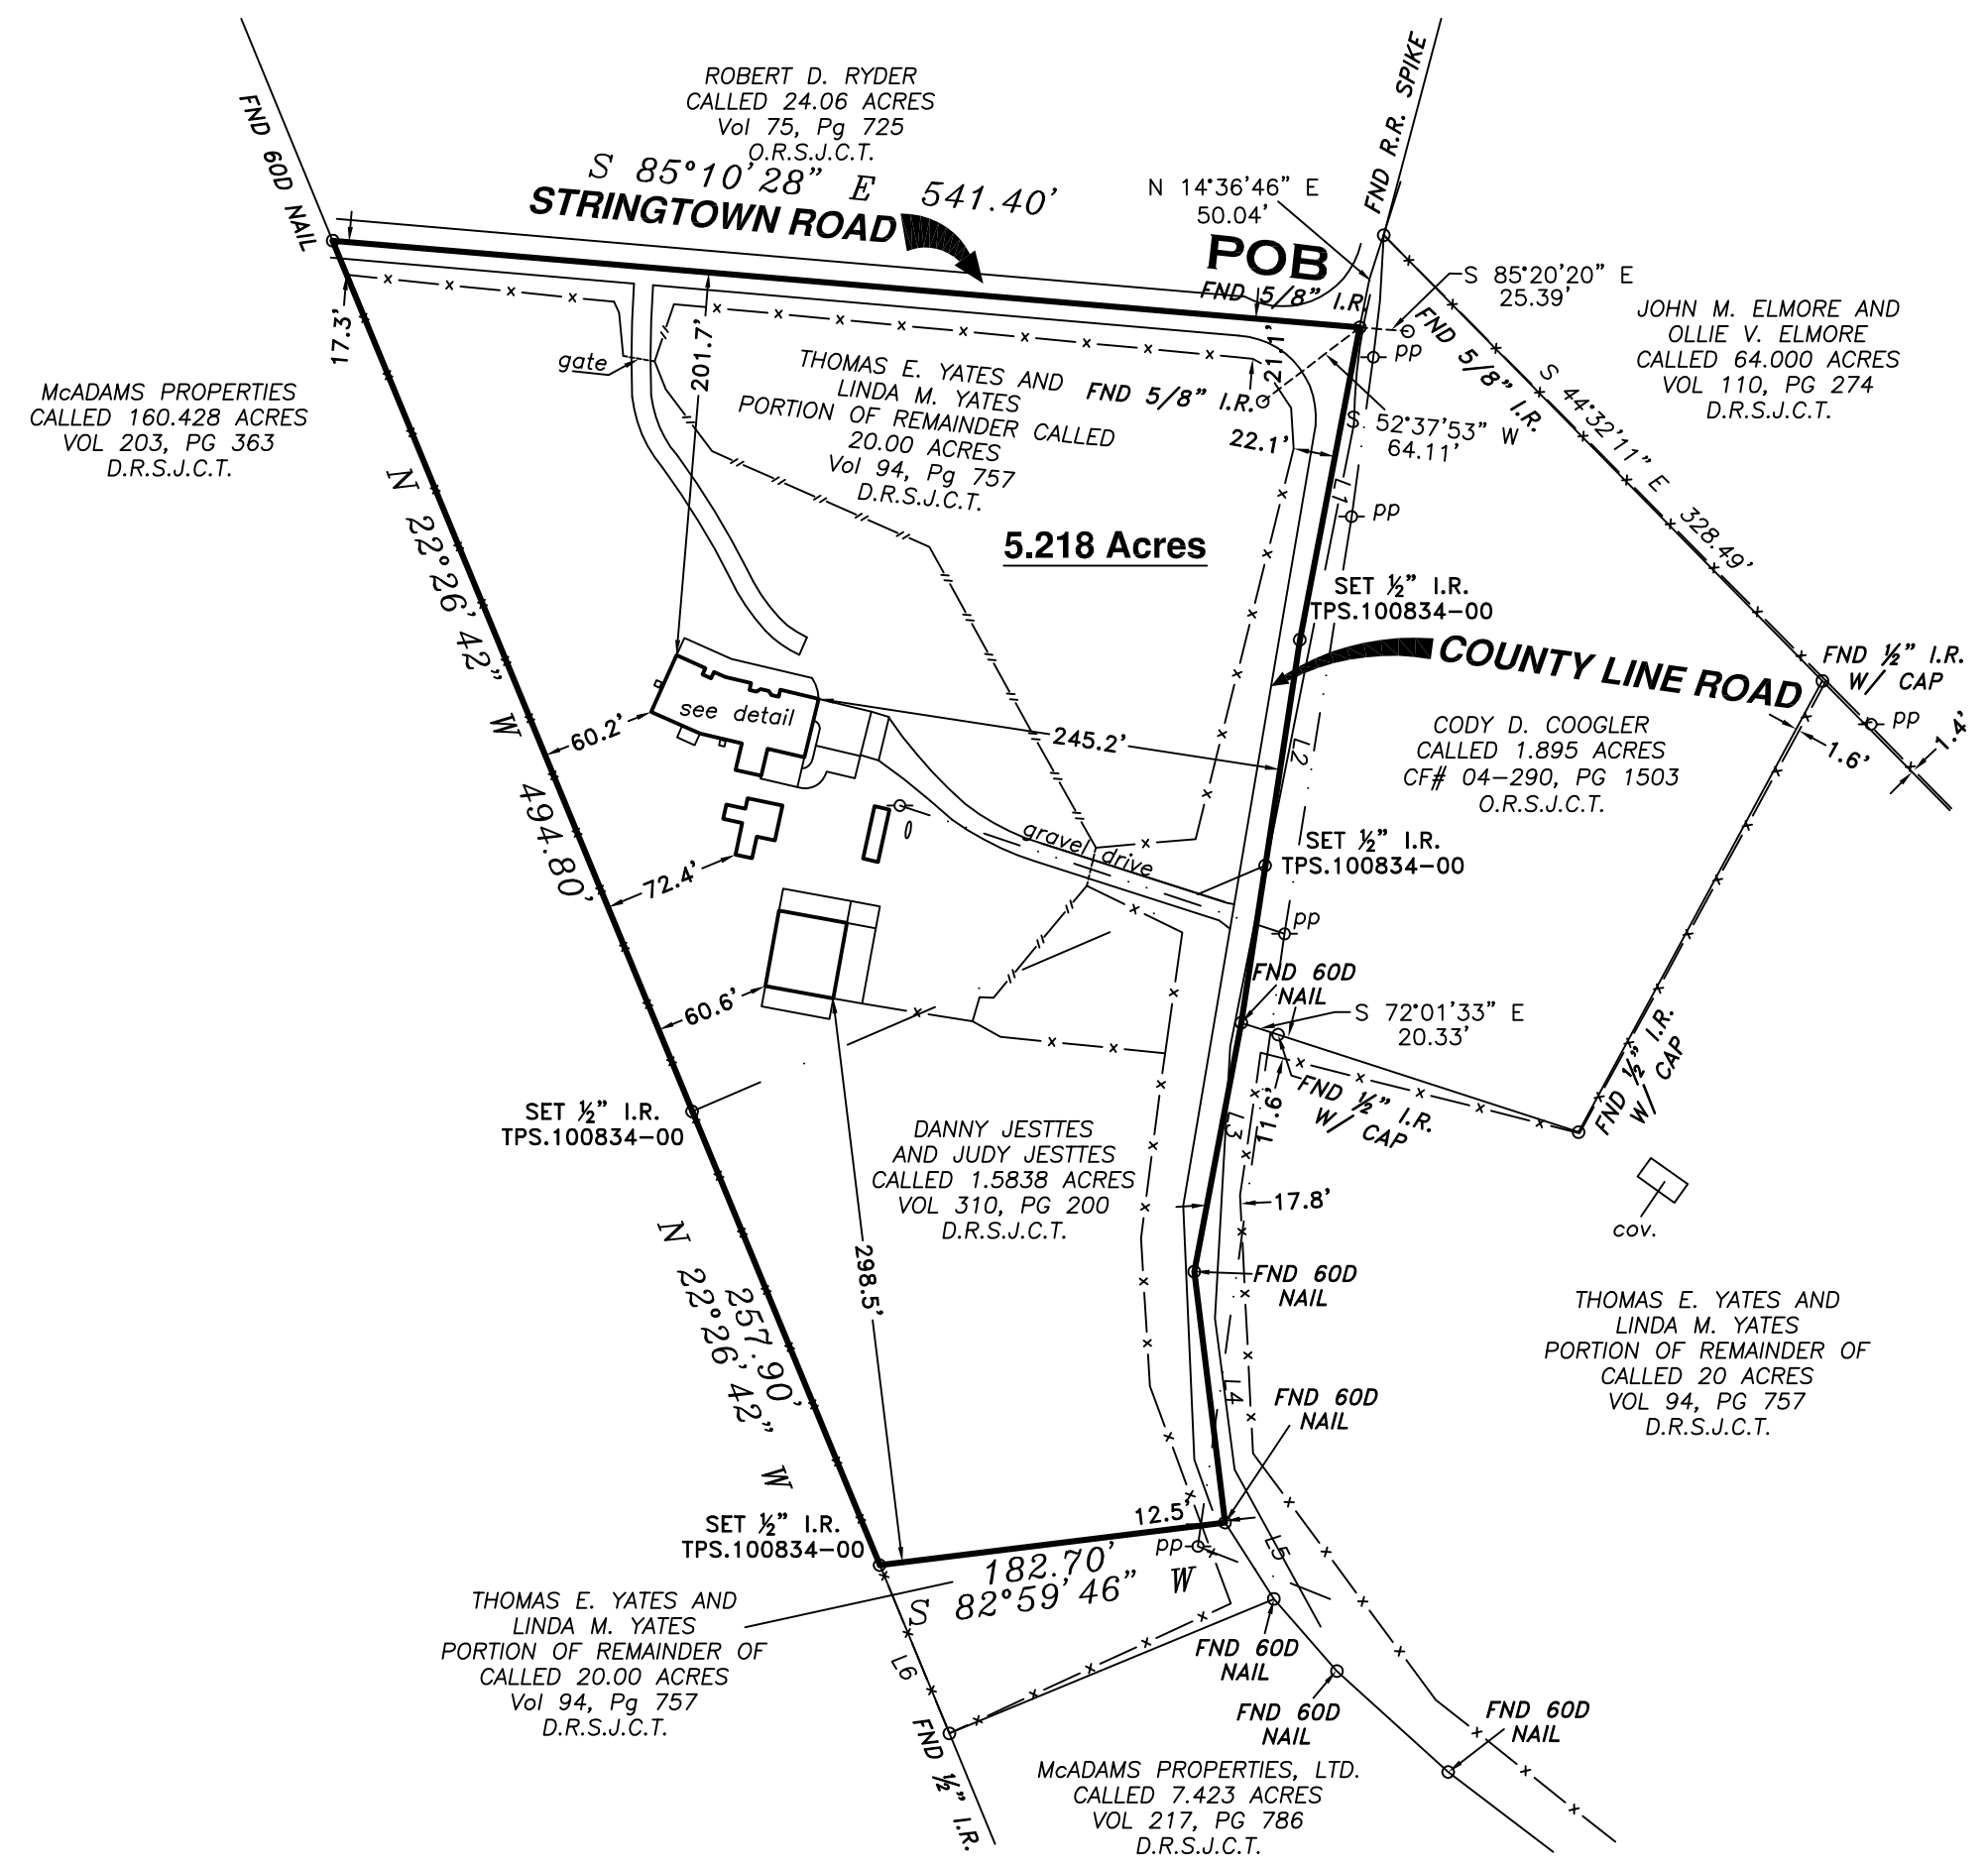 FND 60D NAIL
ROBERT D. RYDER
CALLED 24.06 ACRES
Vol 75, Pg 725
O.R.S.J.C.T.
S 85°10'28" E 541.40'
STRINGTOWN ROAD
FND R.R. SPIKE
N 14°36'46" E
50.04'
POB
FND 5/8" I.R.
S 85°20'20" E
25.39'
JOHN M. ELMORE AND
OLLIE V. ELMORE
CALLED 64.000 ACRES
VOL 110, PG 274
D.R.S.J.C.T.
17.3'
201.7'
gate
21.1'
pp
FND 5/8" I.R.
S 44°32'11" E 328.49'
McADAMS PROPERTIES
CALLED 160.428 ACRES
VOL 203, PG 363
D.R.S.J.C.T.
THOMAS E. YATES AND
LINDA M. YATES
PORTION OF REMAINDER CALLED
20.00 ACRES
Vol 94, Pg 757
D.R.S.J.C.T.
FND 5/8" I.R.
22.1'
S 52°37'53" W
64.11'
L1
pp
5.218 Acres
N 22°26'42" W 494.80'
SET ½" I.R.
TPS.100834-00
COUNTY LINE ROAD
FND ½" I.R.
W/ CAP
pp
1.4'
1.6'
see detail
60.2'
245.2'
L2
CODY D. COOGLER
CALLED 1.895 ACRES
CF# 04-290, PG 1503
O.R.S.J.C.T.
gravel drive
SET ½" I.R.
TPS.100834-00
72.4'
pp
FND 60D
NAIL
60.6'
S 72°01'33" E
20.33'
FND ½" I.R.
W/ CAP
FND ½" I.R.
W/ CAP
11.6'
L3
SET ½" I.R.
TPS.100834-00
DANNY JESTTES
AND JUDY JESTTES
CALLED 1.5838 ACRES
VOL 310, PG 200
D.R.S.J.C.T.
17.8'
cov.
298.5'
FND 60D
NAIL
257.90'
N 22°26'42" W
THOMAS E. YATES AND
LINDA M. YATES
PORTION OF REMAINDER OF
CALLED 20 ACRES
VOL 94, PG 757
D.R.S.J.C.T.
L4
FND 60D
NAIL
SET ½" I.R.
TPS.100834-00
12.5'
pp
L5
182.70'
S 82°59'46" W
THOMAS E. YATES AND
LINDA M. YATES
PORTION OF REMAINDER OF
CALLED 20.00 ACRES
Vol 94, Pg 757
D.R.S.J.C.T.
L6
FND 60D
NAIL
FND 60D
NAIL
FND 60D
NAIL
FND ½" I.R.
McADAMS PROPERTIES, LTD.
CALLED 7.423 ACRES
VOL 217, PG 786
D.R.S.J.C.T.